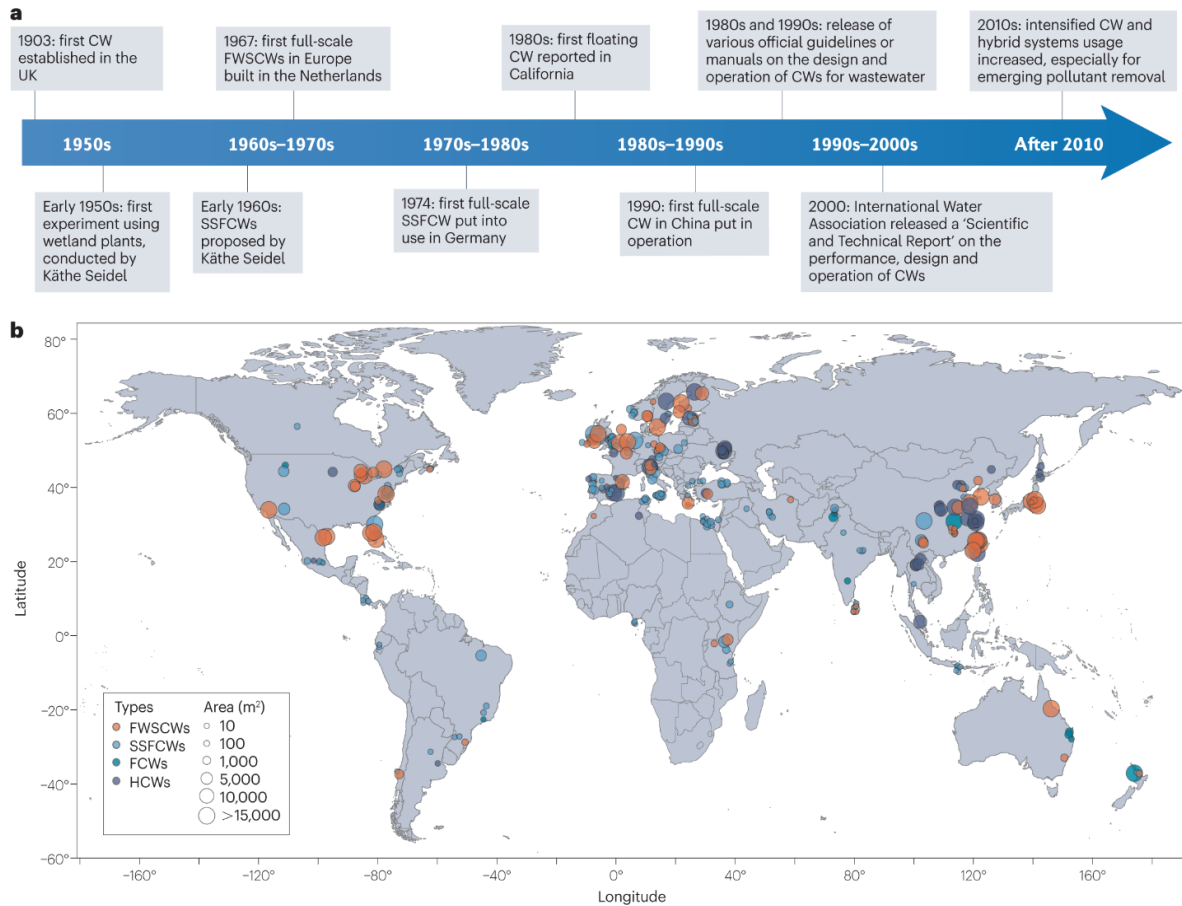 a
1903: first CW
established in the
UK
1967: first full-scale
FWSCWs in Europe
built in the Netherlands
1980s: first floating
CW reported in
California
1980s and 1990s: release of
various official guidelines or
manuals on the design and
operation of CWs for wastewater
2010s: intensified CW and
hybrid systems usage
increased, especially for
emerging pollutant removal
1950s
1960s–1970s
1970s–1980s
1980s–1990s
1990s–2000s
After 2010
Early 1950s: first
experiment using
wetland plants,
conducted by
Käthe Seidel
Early 1960s:
SSFCWs
proposed by
Käthe Seidel
1974: first full-scale
SSFCW put into
use in Germany
1990: first full-scale
CW in China put in
operation
2000: International Water
Association released a ‘Scientific
and Technical Report’ on the
performance, design and
operation of CWs
b
80°
60°
40°
20°
0°
−20°
−40°
−60°
Latitude
Types
FWSCWs
SSFCWs
FCWs
HCWs
Area (m²)
10
100
1,000
5,000
10,000
>15,000
−160°
−120°
−80°
−40°
0°
40°
80°
120°
160°
Longitude